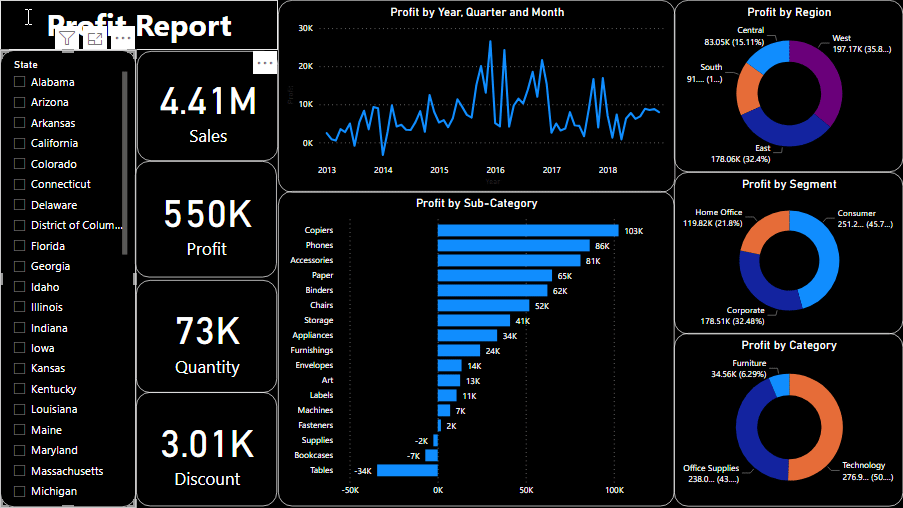 Profit Report
State
Alabama
Arizona
Arkansas
California
Colorado
Connecticut
Delaware
District of Colum...
Florida
Georgia
Idaho
Illinois
Indiana
Iowa
Kansas
Kentucky
Louisiana
Maine
Maryland
Massachusetts
Michigan
4.41M
Sales
550K
Profit
73K
Quantity
3.01K
Discount
Profit by Year, Quarter and Month
30K
20K
10K
0K
2013 2014 2015 2016 2017 2018
Year
Profit by Sub-Category
Copiers 103K
Phones 86K
Accessories 81K
Paper 65K
Binders 62K
Chairs 52K
Storage 41K
Appliances 34K
Furnishings 24K
Envelopes 14K
Art 13K
Labels 11K
Machines 7K
Fasteners 2K
Supplies -2K
Bookcases -7K
Tables -34K
-50K 0K 50K 100K
Profit by Region
Central
83.05K (15.11%)
West
197.17K (35.8...)
South
91.... (1...)
East
178.06K (32.4%)
Profit by Segment
Home Office
119.82K (21.8%)
Consumer
251.2... (45.7...)
Corporate
178.51K (32.48%)
Profit by Category
Furniture
34.56K (6.29%)
Office Supplies
238.0... (43....)
Technology
276.9... (50....)